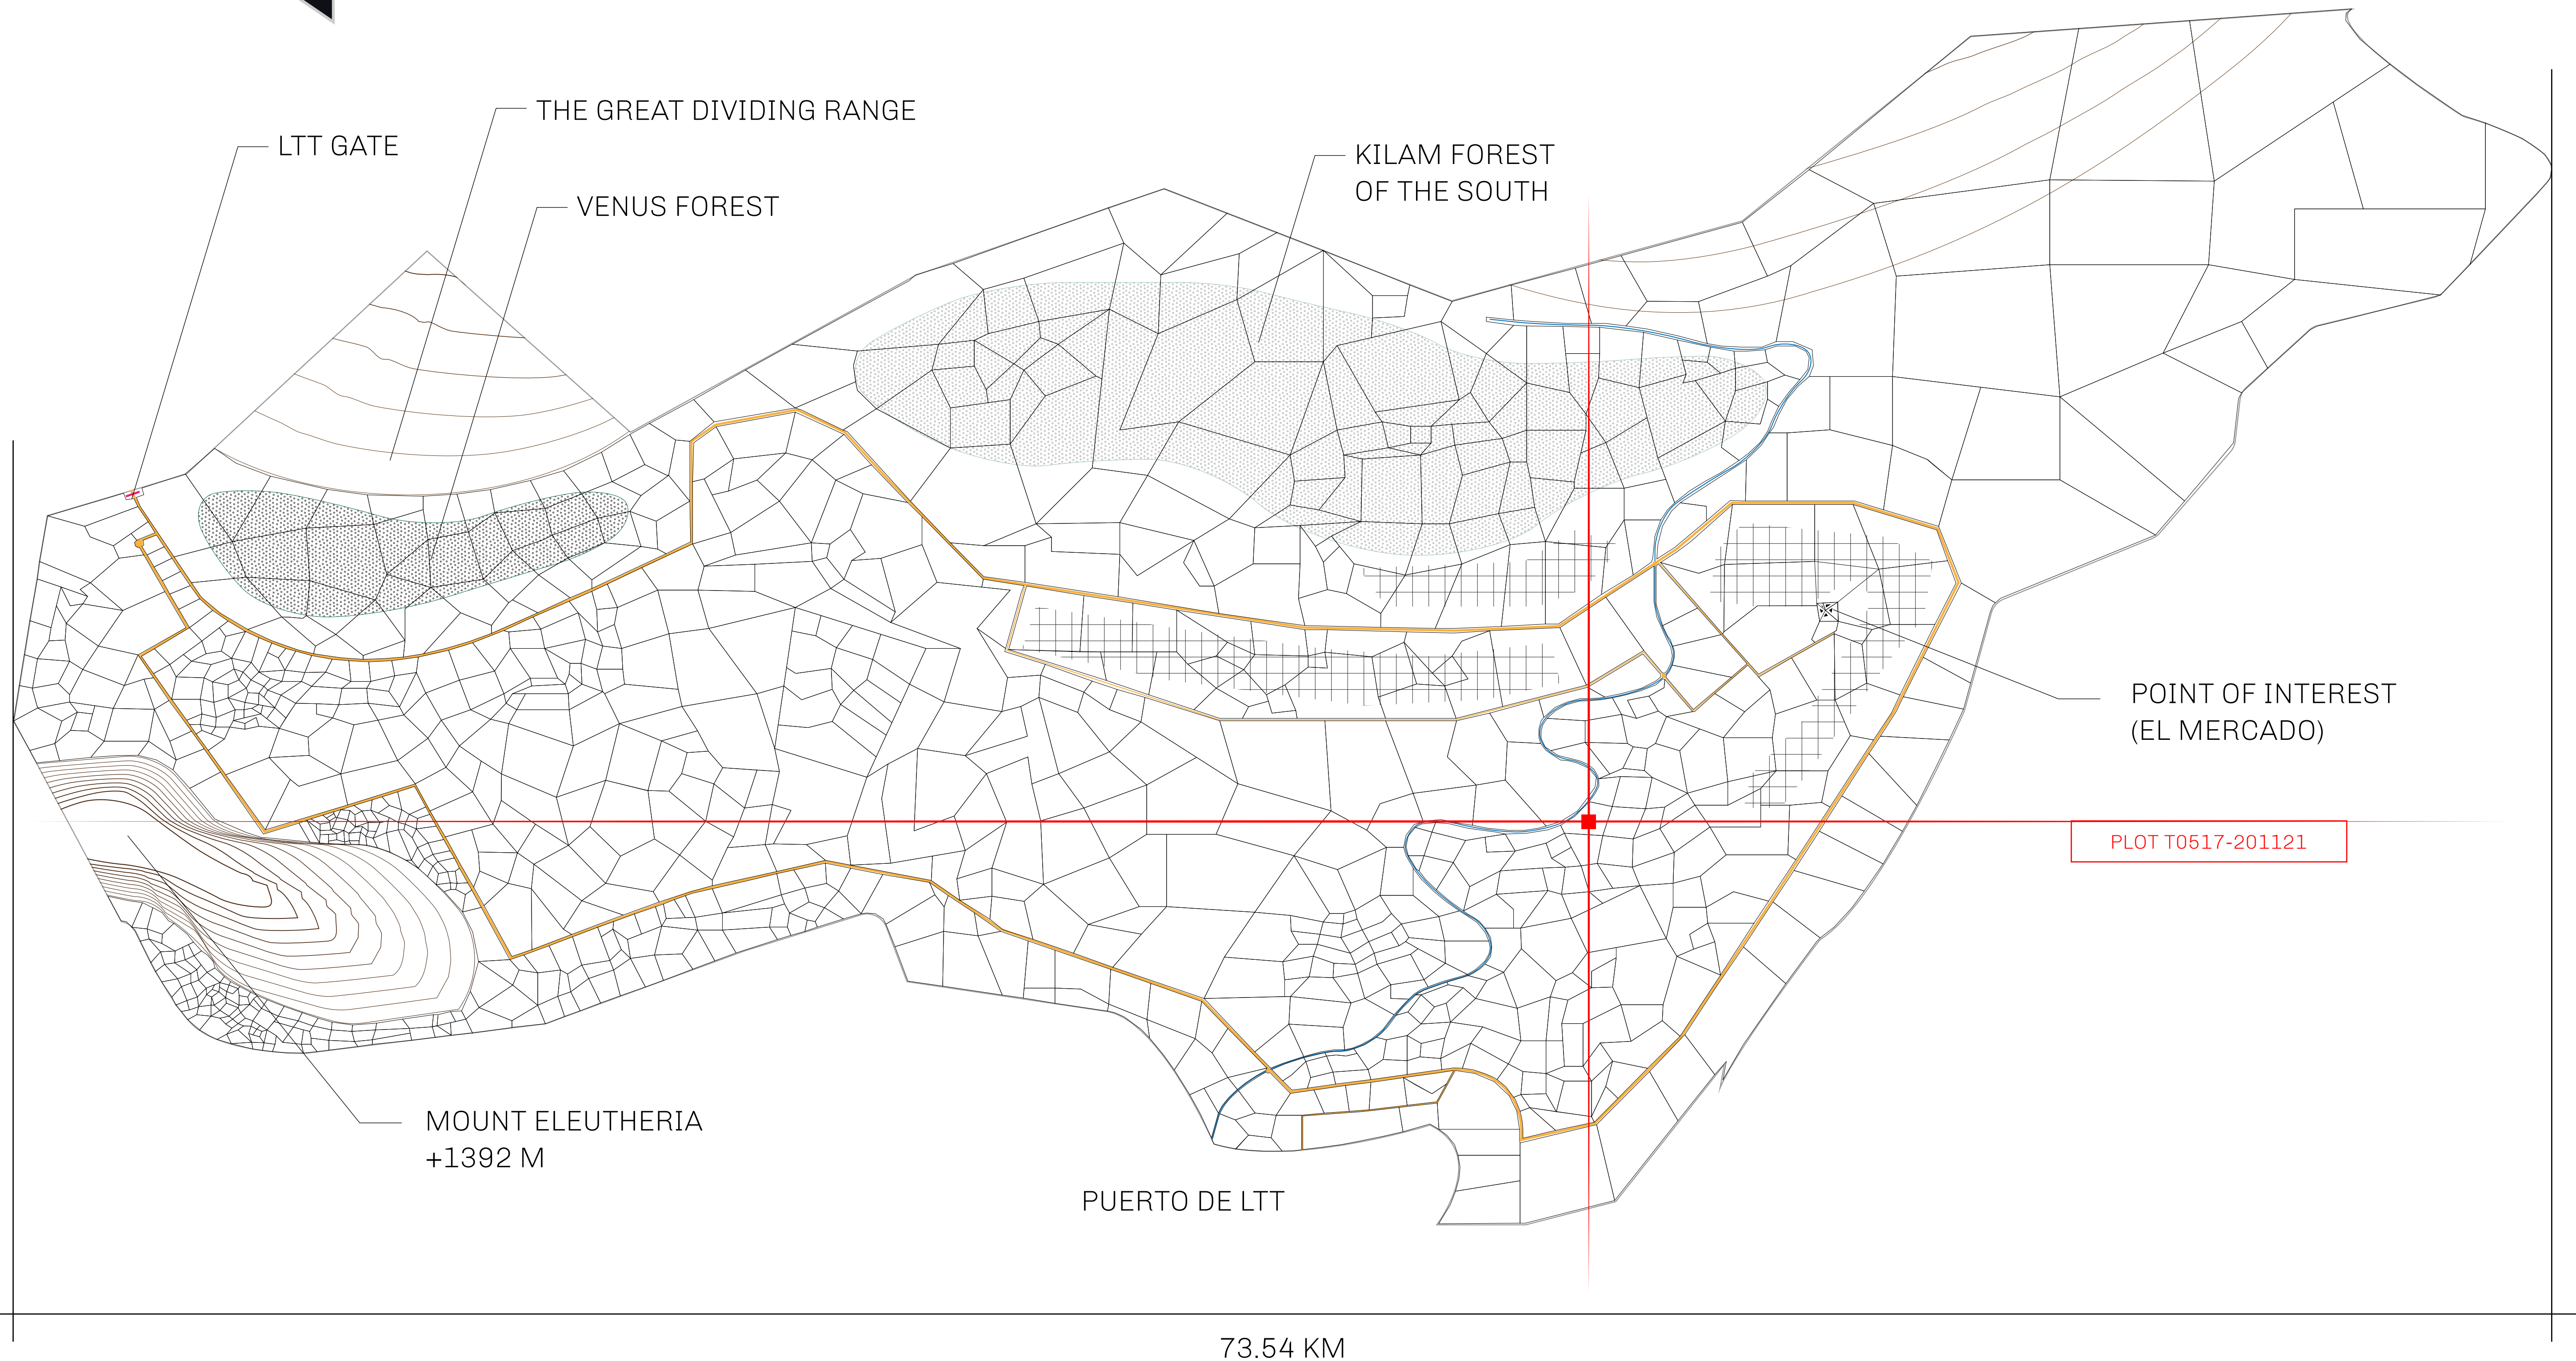 THE GREAT DIVIDING RANGE
LTT GATE
VENUS FOREST
KILAM FOREST
OF THE SOUTH
POINT OF INTEREST
(EL MERCADO)
PLOT T0517-201121
MOUNT ELEUTHERIA
+1392 M
PUERTO DE LTT
73.54 KM